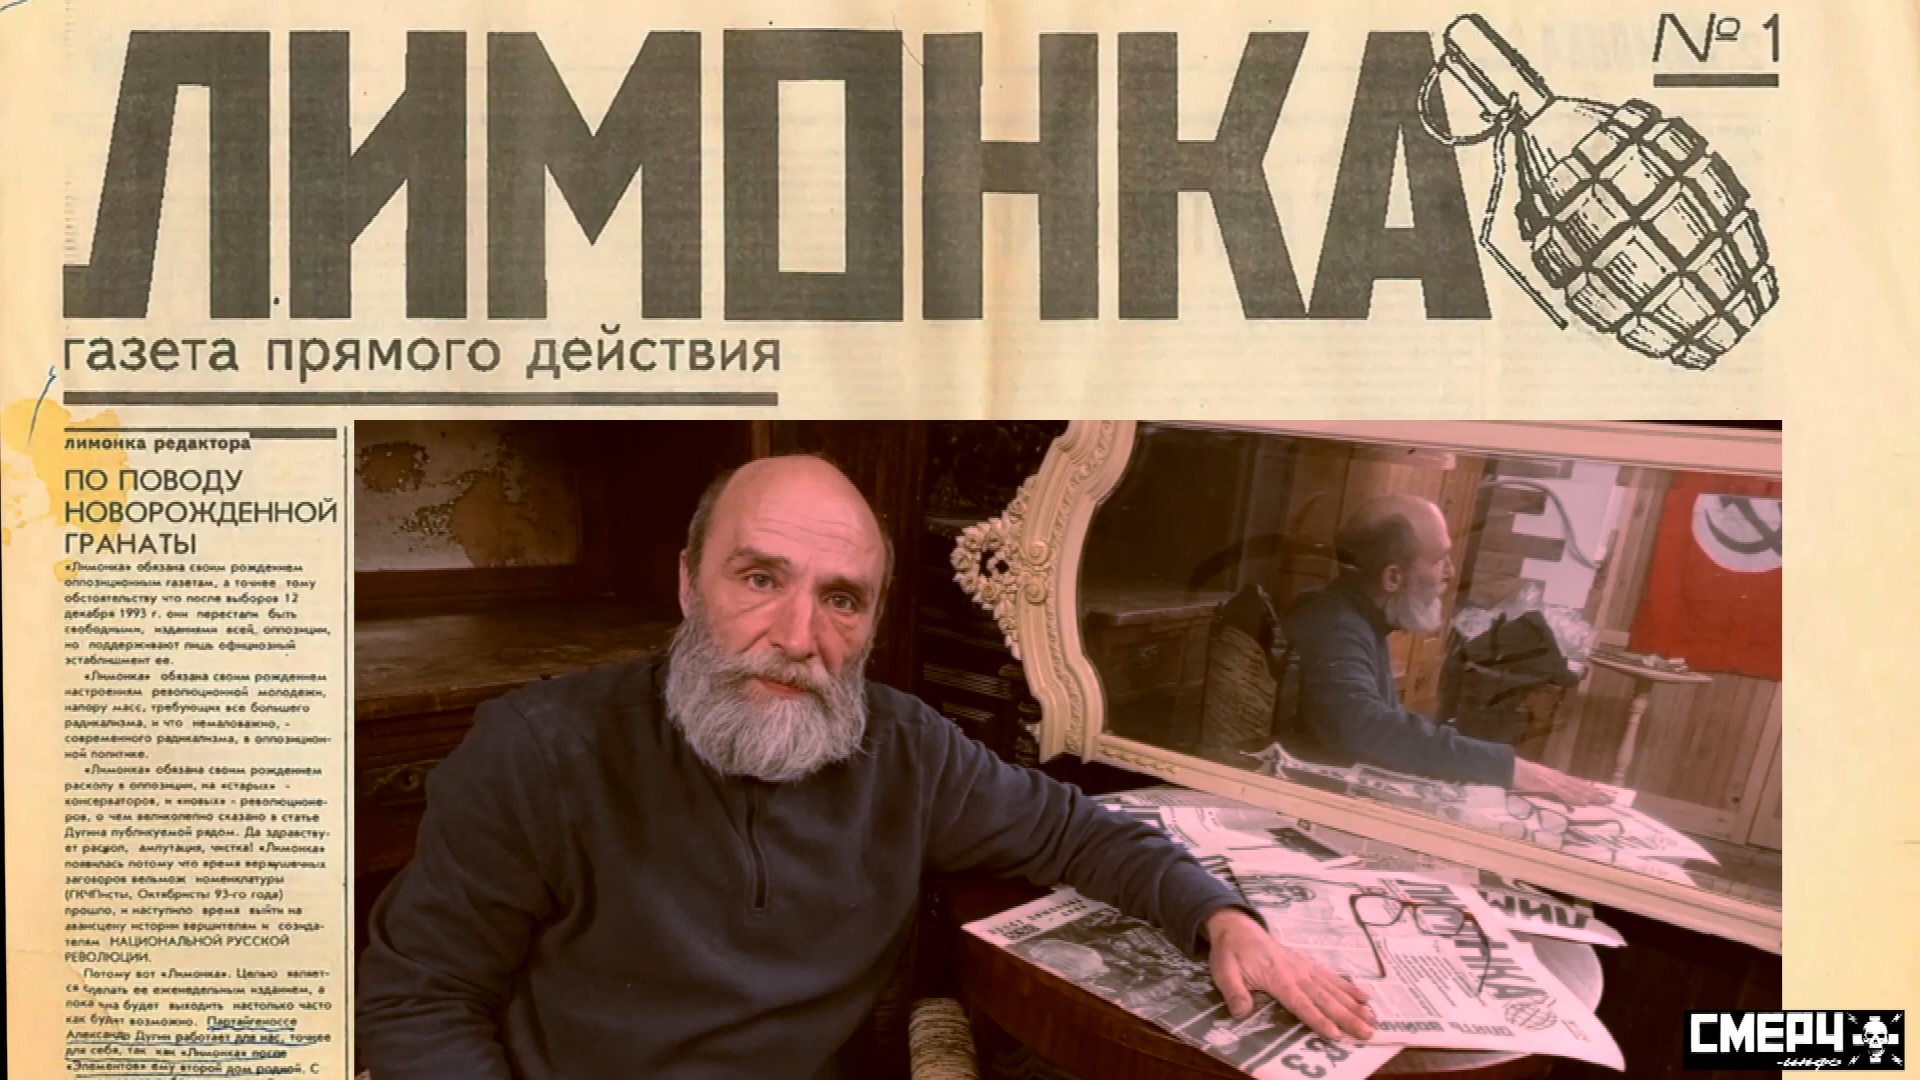 ЛИМОНКА
№ 1
газета прямого действия
лимонка редактора
ПО ПОВОДУ
НОВОРОЖДЕННОЙ
ГРАНАТЫ
«Лимонка» обязана своим рождением
оппозиционным газетам, а точнее тому
обстоятельству что после выборов 12
декабря 1993 г. они перестали быть
свободными, изданиями всей, оппозиции,
но поддерживают лишь официозный
эстаблишмент ее.
«Лимонка» обязана своим рождением
настроениям революционной молодежи,
напору масс, требующих все большего
радикализма, и что немаловажно, -
современного радикализма, в оппозицион-
ной политике.
«Лимонка» обязана своим рождением
расколу в оппозиции, на «старых» -
консерваторов, и «новых» - революционе-
ров, о чем великолепно сказано в статье
Дугина публикуемой рядом. Да здравству-
ет раскол, ампутация, чистка! «Лимонка»
появилась потому что время верхушечных
заговоров вельмож номенклатуры
(ГКЧПисты, Октябристы 93-го года)
прошло, и наступило время выйти на
авансцену истории вершителям и созида-
телям НАЦИОНАЛЬНОЙ РУССКОЙ
РЕВОЛЮЦИИ.
Потому вот «Лимонка». Целью являет-
ся сделать ее еженедельным изданием, а
пока она будет выходить настолько часто
как будет возможно. Партайгеноссе
Александр Дугин работает для нас, точнее
для себя, так как «Лимонка» после
«Элементов» ему второй дом родной. С
ЛИМОНКА
СМЕРЧ